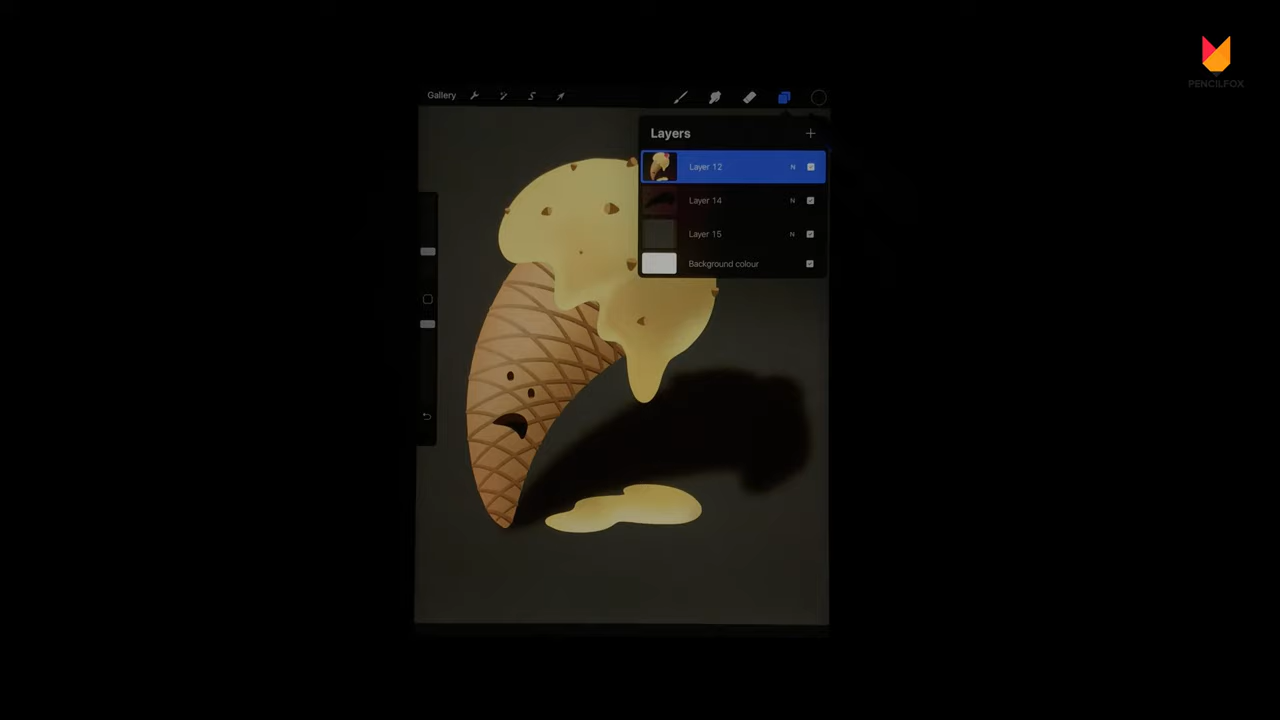 PENCILFOX
Gallery
Layers
Layer 12 N
Layer 14 N
Layer 15 N
Background colour